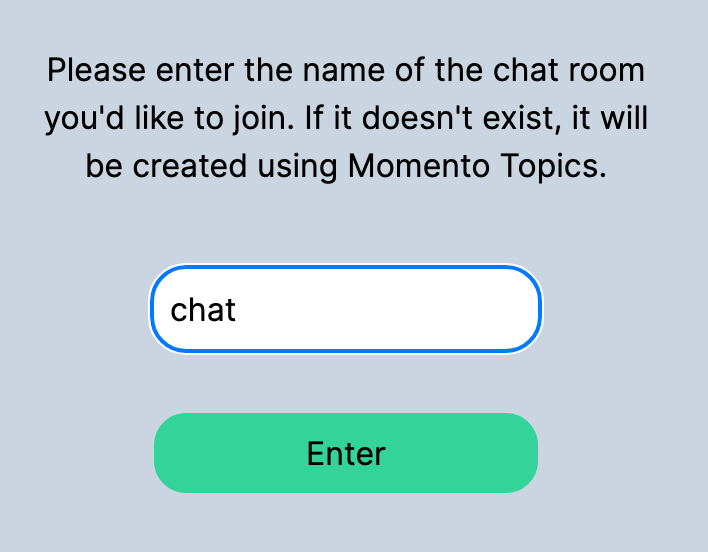 Please enter the name of the chat room
you'd like to join. If it doesn't exist, it will
be created using Momento Topics.
chat
Enter